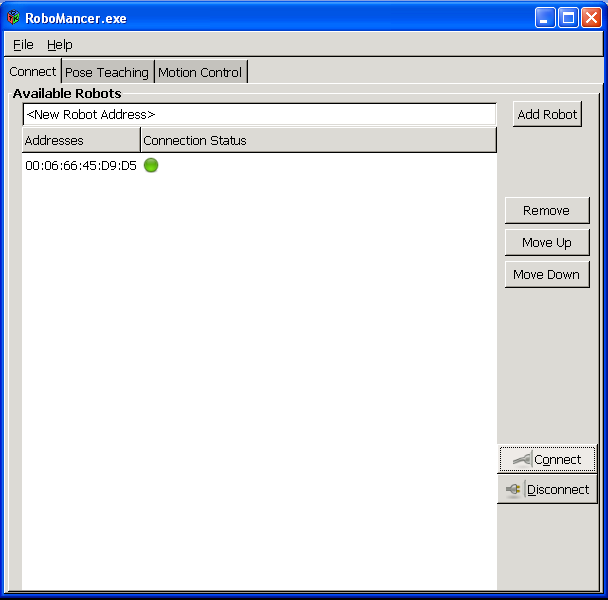 RoboMancer.exe
File Help
Connect Pose Teaching Motion Control
Available Robots
<New Robot Address> Add Robot
Addresses Connection Status
00:06:66:45:D9:D5
Remove
Move Up
Move Down
Connect
Disconnect